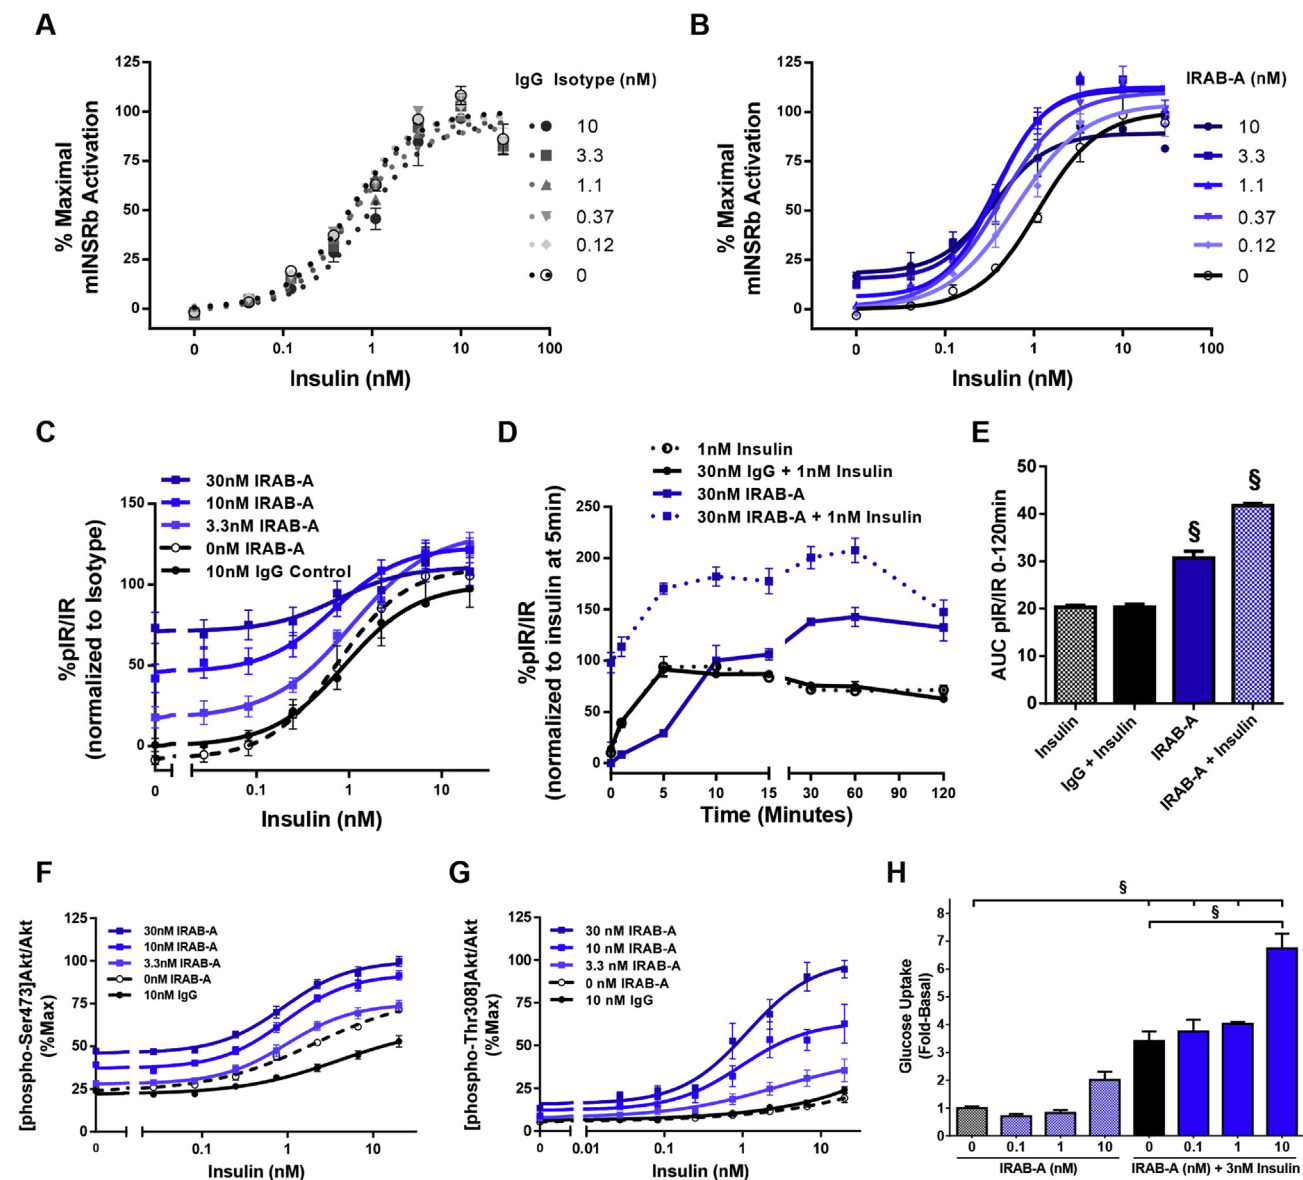 A
125
100
75
50
25
0
% Maximal
mINSRb Activation
0
0.1
1
10
100
Insulin (nM)
IgG Isotype (nM)
10
3.3
1.1
0.37
0.12
0
B
125
100
75
50
25
0
% Maximal
mINSRb Activation
0
0.1
1
10
100
Insulin (nM)
IRAB-A (nM)
10
3.3
1.1
0.37
0.12
0
C
30nM IRAB-A
10nM IRAB-A
3.3nM IRAB-A
0nM IRAB-A
10nM IgG Control
150
100
50
0
%pIR/IR
(normalized to Isotype)
0
0.1
1
10
Insulin (nM)
D
1nM Insulin
30nM IgG + 1nM Insulin
30nM IRAB-A
30nM IRAB-A + 1nM Insulin
250
200
150
100
50
0
%pIR/IR
(normalized to insulin at 5min)
0
5
10
15
30
60
90
120
Time (Minutes)
E
50
40
30
20
10
0
AUC pIR/IR 0-120min
§
§
Insulin
IgG + Insulin
IRAB-A
IRAB-A + Insulin
F
125
100
75
50
25
0
[phospho-Ser473]Akt/Akt
(%Max)
30nM IRAB-A
10nM IRAB-A
3.3nM IRAB-A
0nM IRAB-A
10nM IgG
0
0.1
1
10
Insulin (nM)
G
125
100
75
50
25
0
[phospho-Thr308]Akt/Akt
(%Max)
30 nM IRAB-A
10 nM IRAB-A
3.3 nM IRAB-A
0 nM IRAB-A
10 nM IgG
0
0.01
0.1
1
10
Insulin (nM)
H
8
7
6
5
4
3
2
1
0
Glucose Uptake
(Fold-Basal)
§
§
0
0.1
1
10
0
0.1
1
10
IRAB-A (nM)
IRAB-A (nM) + 3nM Insulin